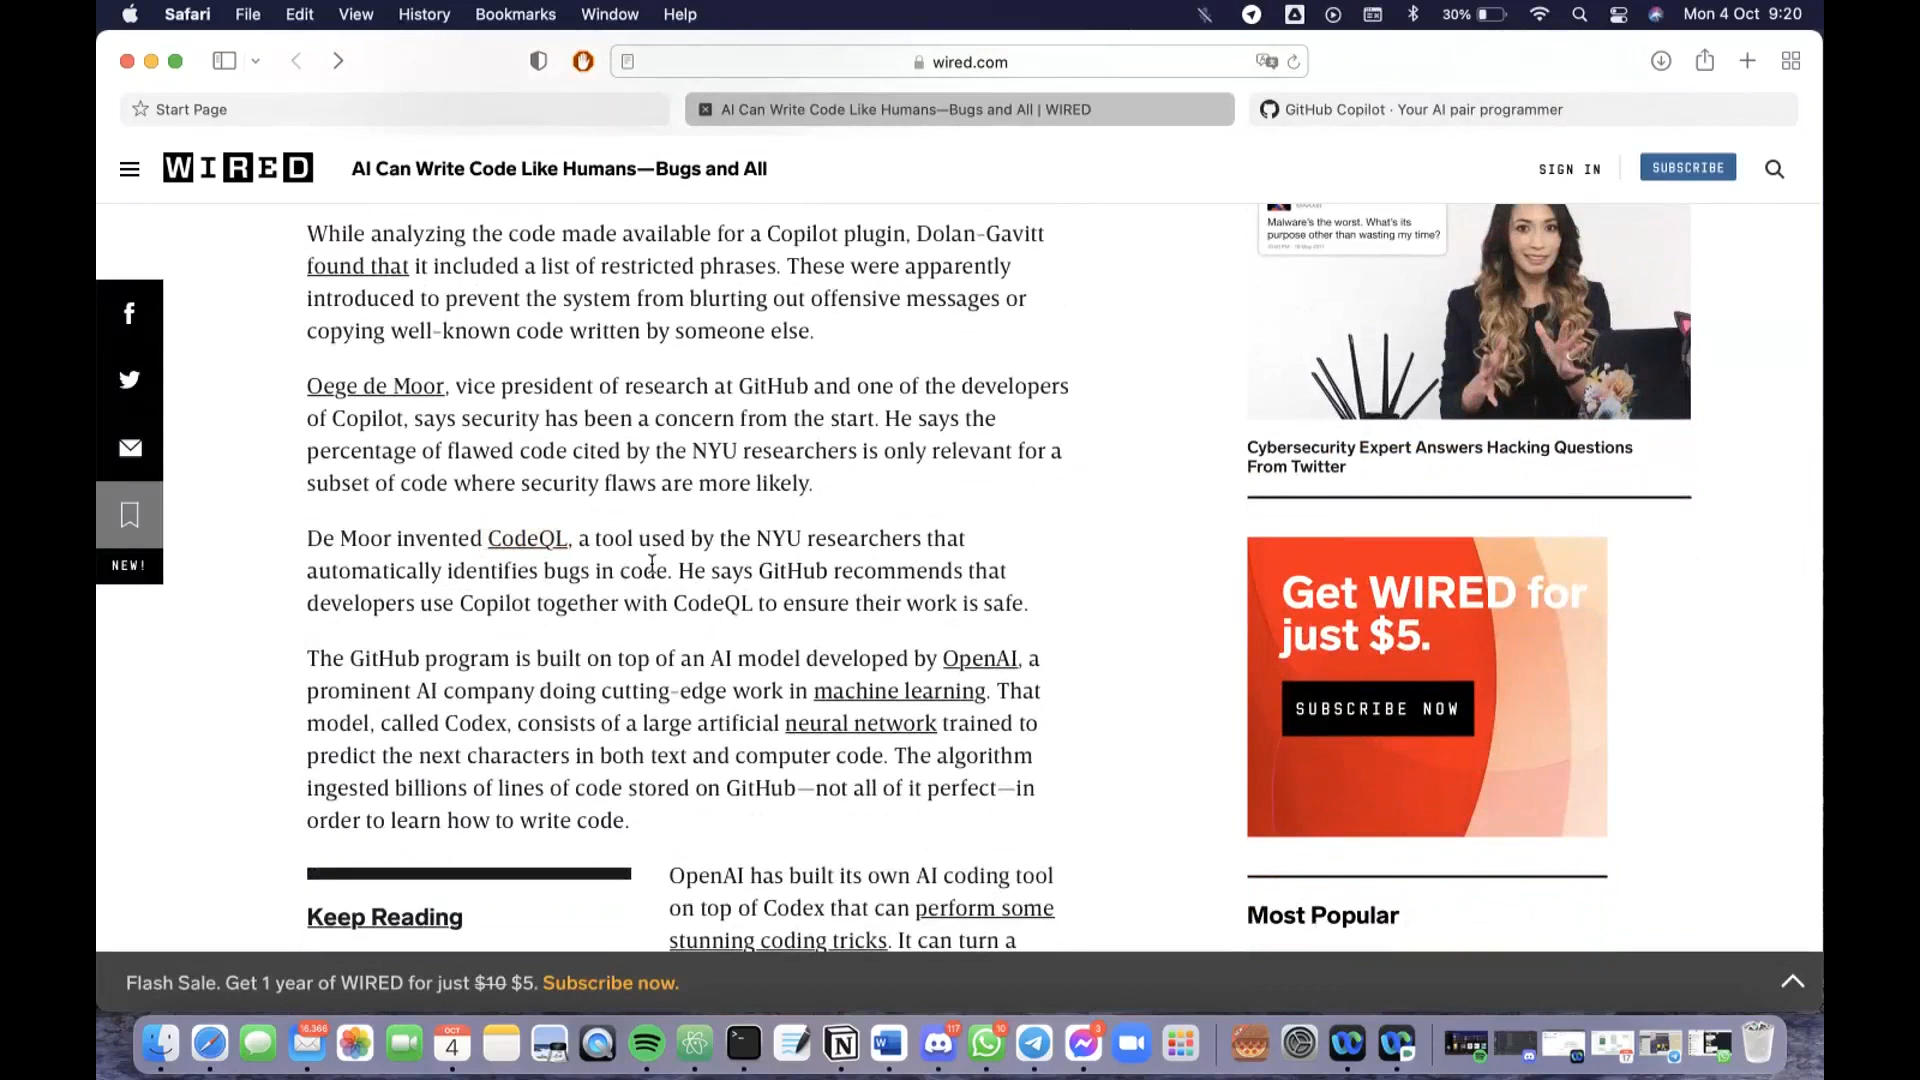 Safari File Edit View History Bookmarks Window Help 30% Mon 4 Oct 9:20
wired.com
Start Page
AI Can Write Code Like Humans—Bugs and All | WIRED
GitHub Copilot · Your AI pair programmer
WIRED
AI Can Write Code Like Humans—Bugs and All
SIGN IN
SUBSCRIBE
While analyzing the code made available for a Copilot plugin, Dolan-Gavitt
found that it included a list of restricted phrases. These were apparently
introduced to prevent the system from blurting out offensive messages or
copying well-known code written by someone else.
Oege de Moor, vice president of research at GitHub and one of the developers
of Copilot, says security has been a concern from the start. He says the
percentage of flawed code cited by the NYU researchers is only relevant for a
subset of code where security flaws are more likely.
De Moor invented CodeQL, a tool used by the NYU researchers that
automatically identifies bugs in code. He says GitHub recommends that
developers use Copilot together with CodeQL to ensure their work is safe.
The GitHub program is built on top of an AI model developed by OpenAI, a
prominent AI company doing cutting-edge work in machine learning. That
model, called Codex, consists of a large artificial neural network trained to
predict the next characters in both text and computer code. The algorithm
ingested billions of lines of code stored on GitHub—not all of it perfect—in
order to learn how to write code.
Keep Reading
OpenAI has built its own AI coding tool
on top of Codex that can perform some
stunning coding tricks. It can turn a
NEW!
Malware's the worst. What's its
purpose other than wasting my time?
Cybersecurity Expert Answers Hacking Questions
From Twitter
Get WIRED for
just $5.
SUBSCRIBE NOW
Most Popular
Flash Sale. Get 1 year of WIRED for just $10 $5. Subscribe now.
16.366
OCT
4
117
10
3
17